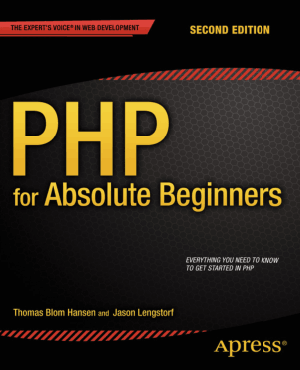 THE EXPERT'S VOICE® IN WEB DEVELOPMENT
SECOND EDITION
PHP
for Absolute Beginners
EVERYTHING YOU NEED TO KNOW
TO GET STARTED IN PHP
Thomas Blom Hansen and Jason Lengstorf
Apress®